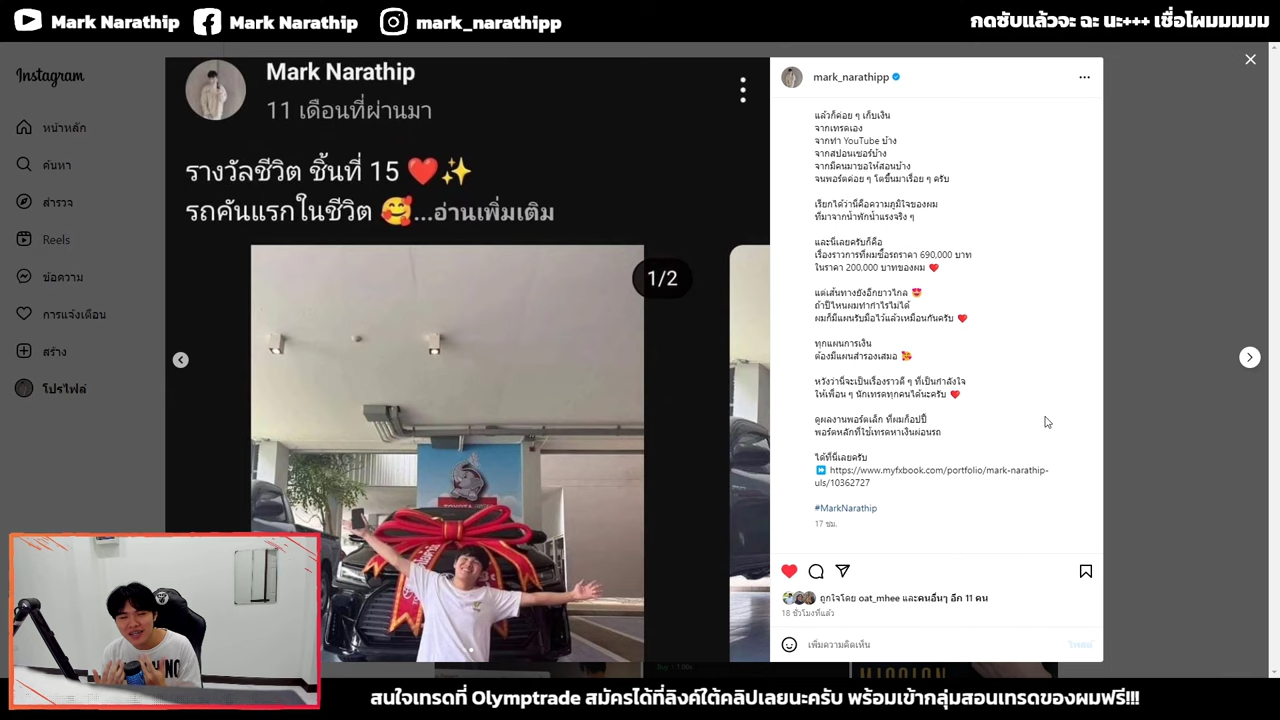 Mark Narathip
Mark Narathip
mark_narathipp
กดซับแล้วจะ ฉะ นะ+++ เชื่อโผมมมมม
Instagram
หน้าหลัก
ค้นหา
สำรวจ
Reels
ข้อความ
การแจ้งเตือน
สร้าง
โปรไฟล์
Mark Narathip
11 เดือนที่ผ่านมา
รางวัลชีวิต ชิ้นที่ 15 ❤️✨
รถคันแรกในชีวิต 🥰...อ่านเพิ่มเติม
1/2
TOYOTA
mark_narathipp
แล้วก็ค่อย ๆ เก็บเงิน
จากเทรดเอง
จากทำ YouTube บ้าง
จากสปอนเซอร์บ้าง
จากมีคนมาขอให้สอนบ้าง
จนพอร์ตค่อย ๆ โตขึ้นมาเรื่อย ๆ ครับ
เรียกได้ว่านี่คือความภูมิใจของผม
ที่มาจากน้ำพักน้ำแรงจริง ๆ
และนี่เลยครับก็คือ
เรื่องราวการที่ผมซื้อรถราคา 690,000 บาท
ในราคา 200,000 บาทของผม ❤️
แต่เส้นทางยังอีกยาวไกล 😍
ถ้าปีไหนผมทำกำไรไม่ได้
ผมก็มีแผนรับมือไว้แล้วเหมือนกันครับ ❤️
ทุกแผนการเงิน
ต้องมีแผนสำรองเสมอ 🥰
หวังว่านี่จะเป็นเรื่องราวดี ๆ ที่เป็นกำลังใจ
ให้เพื่อน ๆ นักเทรดทุกคนได้นะครับ ❤️
ดูผลงานพอร์ตเล็ก ที่ผมก็อปปี้
พอร์ตหลักที่ใช้เทรดหาเงินผ่อนรถ
ได้ที่นี่เลยครับ
⏩ https://www.myfxbook.com/portfolio/mark-narathip-
uls/10362727
#MarkNarathip
17 ชม.
ถูกใจโดย oat_mhee และคนอื่นๆ อีก 11 คน
18 ชั่วโมงที่แล้ว
เพิ่มความคิดเห็น
โพสต์
สนใจเทรดที่ Olymptrade สมัครได้ที่ลิงค์ใต้คลิปเลยนะครับ พร้อมเข้ากลุ่มสอนเทรดของผมฟรี!!!